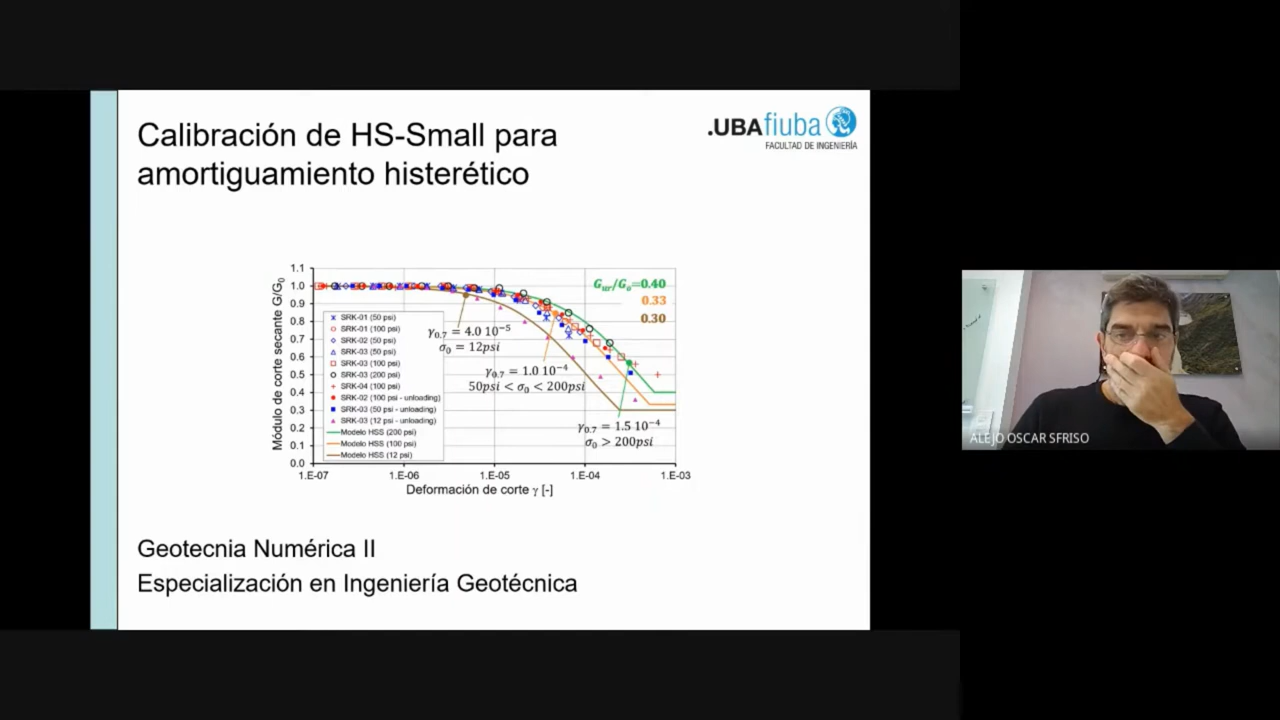 Calibración de HS-Small para
amortiguamiento histerético
.UBAfiuba
FACULTAD DE INGENIERÍA
Módulo de corte secante G/G0
1.1
1.0
0.9
0.8
0.7
0.6
0.5
0.4
0.3
0.2
0.1
0.0
Gur/Go=0.40
0.33
0.30
SRK-01 (50 psi)
SRK-01 (100 psi)
SRK-02 (50 psi)
SRK-03 (50 psi)
SRK-03 (100 psi)
SRK-03 (200 psi)
SRK-04 (100 psi)
SRK-02 (100 psi - unloading)
SRK-03 (50 psi - unloading)
SRK-03 (12 psi - unloading)
Modelo HSS (200 psi)
Modelo HSS (100 psi)
Modelo HSS (12 psi)
γ0.7 = 4.0 10⁻⁵
σ0 = 12psi
γ0.7 = 1.0 10⁻⁴
50psi < σ0 < 200psi
γ0.7 = 1.5 10⁻⁴
σ0 > 200psi
1.E-07 1.E-06 1.E-05 1.E-04 1.E-03
Deformación de corte γ [-]
Geotecnia Numérica II
Especialización en Ingeniería Geotécnica
ALEJO OSCAR SFRISO